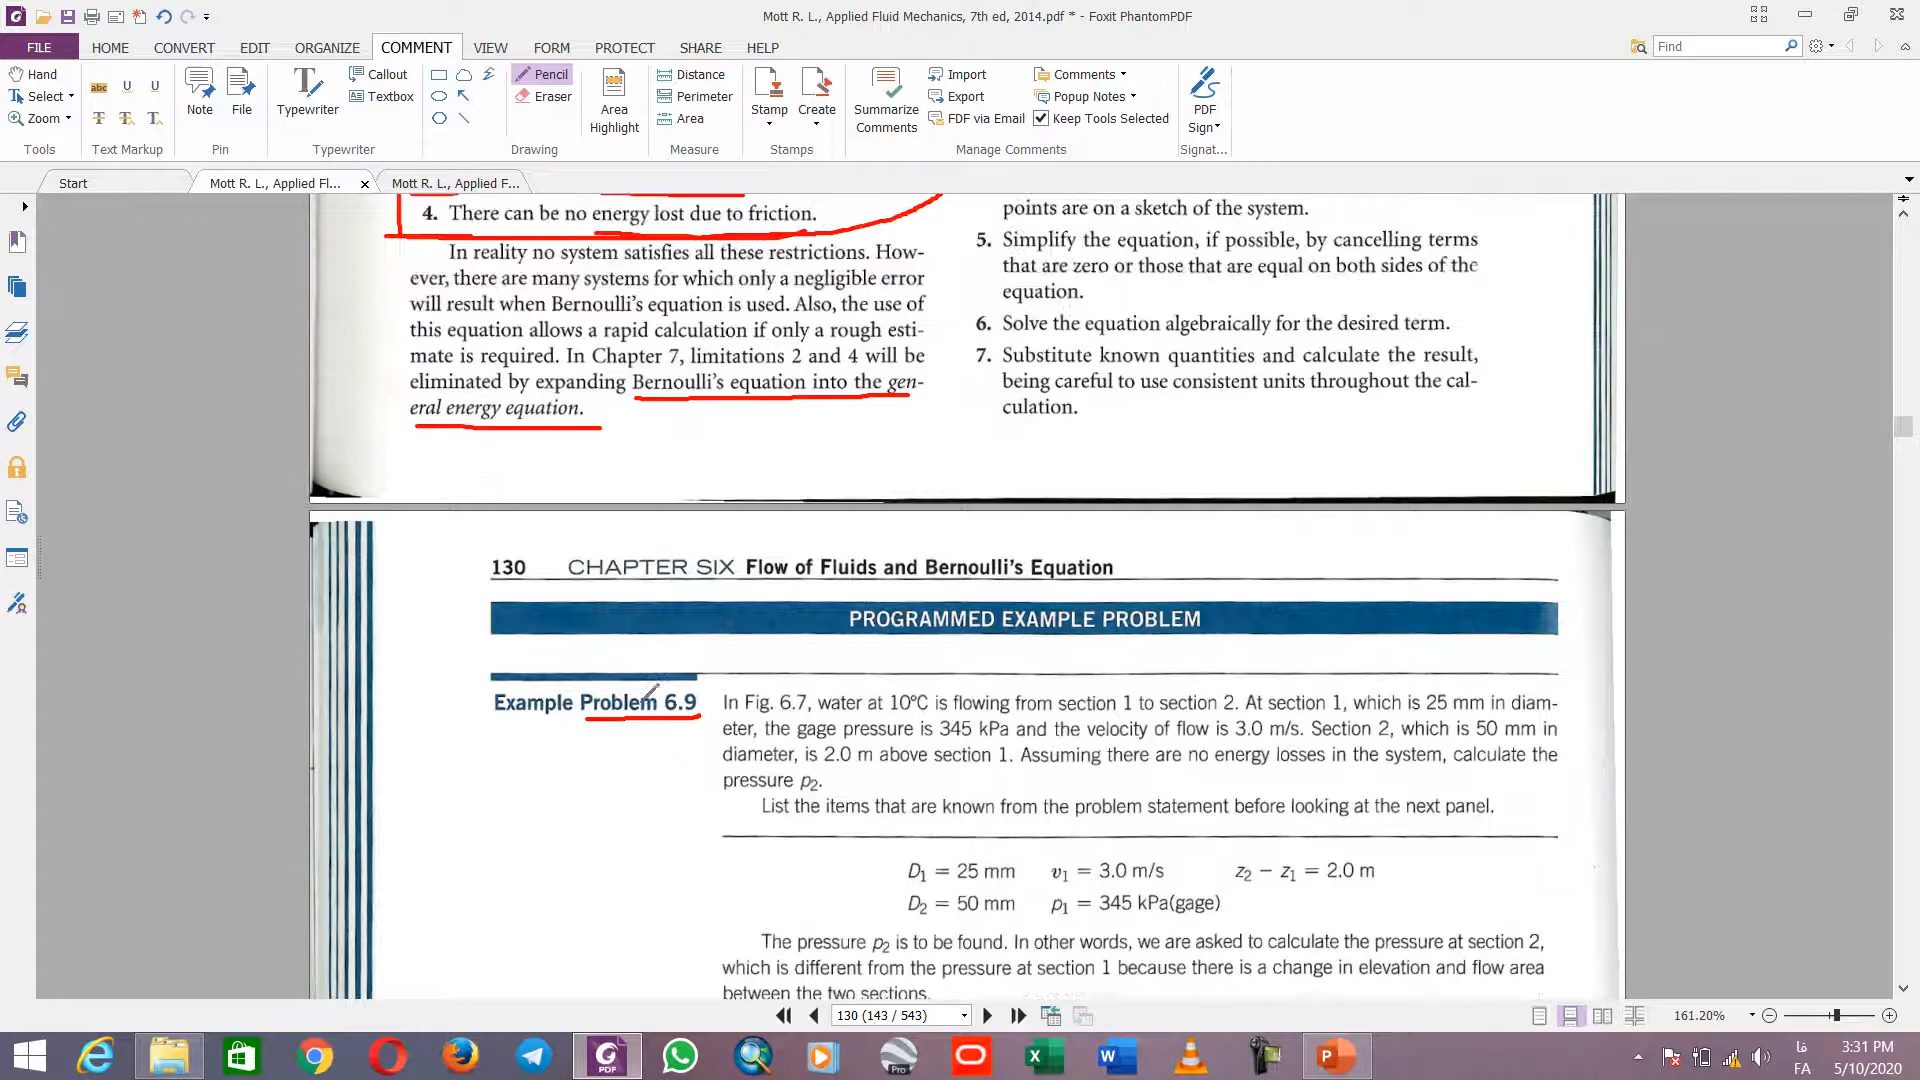 Mott R. L., Applied Fluid Mechanics, 7th ed, 2014.pdf * - Foxit PhantomPDF
FILE HOME CONVERT EDIT ORGANIZE COMMENT VIEW FORM PROTECT SHARE HELP
Find
Hand
Select
Zoom
Tools
abc U U
T T T
Text Markup
Note
File
Pin
Typewriter
Callout
Textbox
Typewriter
Pencil
Eraser
Area Highlight
Drawing
Distance
Perimeter
Area
Measure
Stamp
Create
Stamps
Summarize Comments
Import
Export
FDF via Email
Comments
Popup Notes
Keep Tools Selected
Manage Comments
PDF Sign
Signat...
Start
Mott R. L., Applied Fl...
Mott R. L., Applied F...
4. There can be no energy lost due to friction.
In reality no system satisfies all these restrictions. How-
ever, there are many systems for which only a negligible error
will result when Bernoulli's equation is used. Also, the use of
this equation allows a rapid calculation if only a rough esti-
mate is required. In Chapter 7, limitations 2 and 4 will be
eliminated by expanding Bernoulli's equation into the gen-
eral energy equation.
points are on a sketch of the system.
5. Simplify the equation, if possible, by cancelling terms
that are zero or those that are equal on both sides of the
equation.
6. Solve the equation algebraically for the desired term.
7. Substitute known quantities and calculate the result,
being careful to use consistent units throughout the cal-
culation.
130 CHAPTER SIX Flow of Fluids and Bernoulli's Equation
PROGRAMMED EXAMPLE PROBLEM
Example Problem 6.9
In Fig. 6.7, water at 10°C is flowing from section 1 to section 2. At section 1, which is 25 mm in diam-
eter, the gage pressure is 345 kPa and the velocity of flow is 3.0 m/s. Section 2, which is 50 mm in
diameter, is 2.0 m above section 1. Assuming there are no energy losses in the system, calculate the
pressure p₂.
List the items that are known from the problem statement before looking at the next panel.
D₁ = 25 mm v₁ = 3.0 m/s z₂ − z₁ = 2.0 m
D₂ = 50 mm p₁ = 345 kPa(gage)
The pressure p₂ is to be found. In other words, we are asked to calculate the pressure at section 2,
which is different from the pressure at section 1 because there is a change in elevation and flow area
between the two sections.
130 (143 / 543)
161.20%
PDF
Pro
فا
FA
3:31 PM
5/10/2020